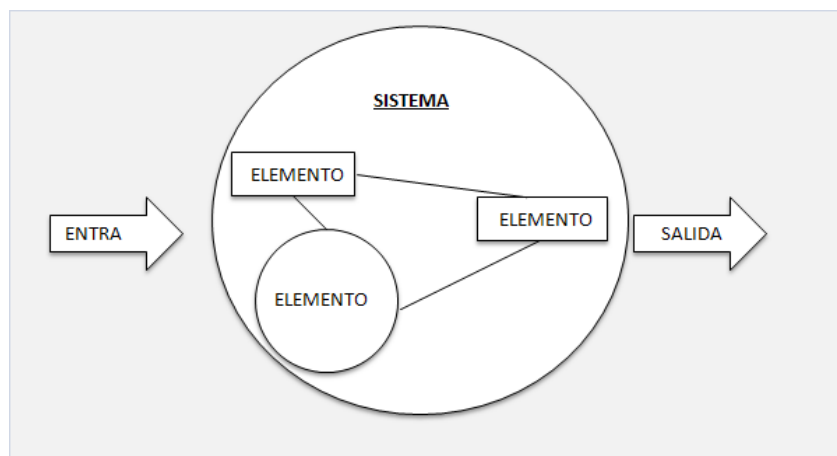 SISTEMA
ELEMENTO
ELEMENTO
ENTRA
SALIDA
ELEMENTO